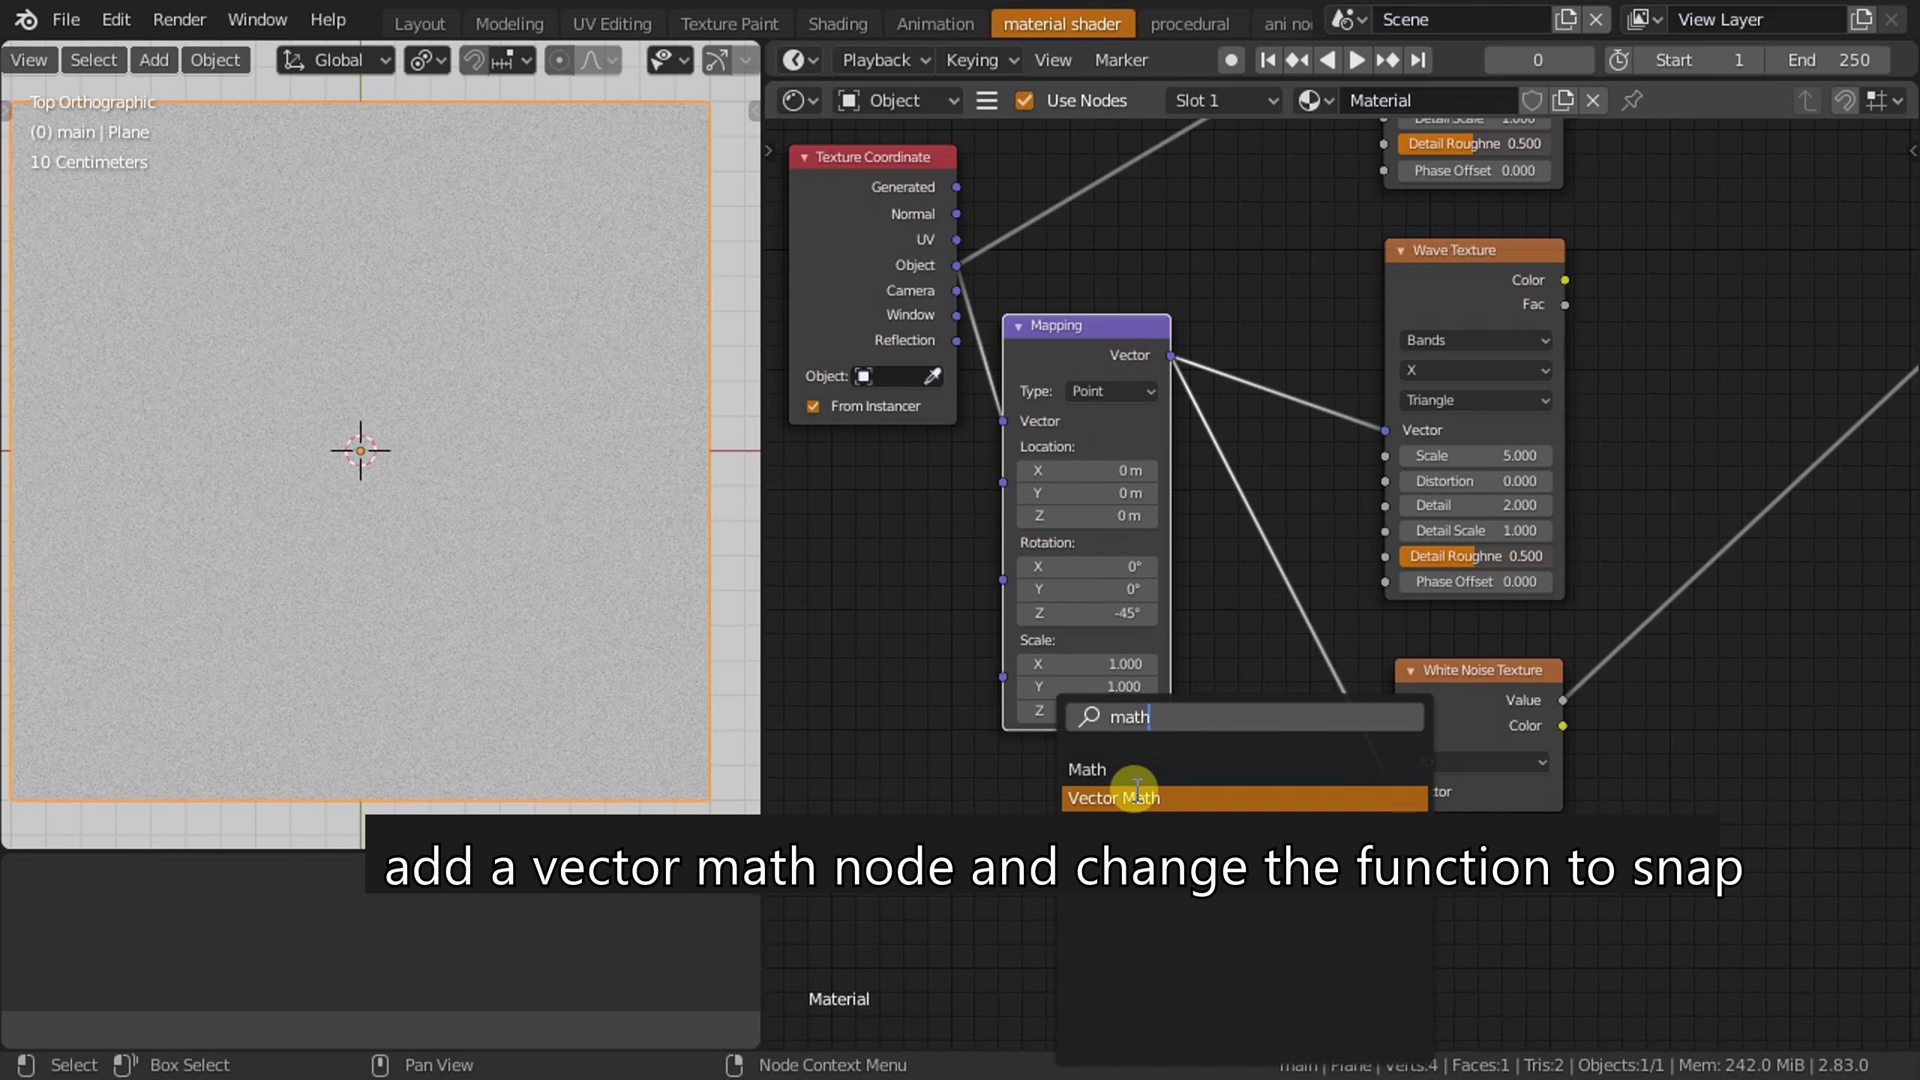 File Edit Render Window Help
Layout Modeling UV Editing Texture Paint Shading Animation material shader procedural
Scene
View Layer
View Select Add Object
Global
Playback Keying View Marker
0
Start 1
End 250
Object
Use Nodes
Slot 1
Material
Top Orthographic
(0) main | Plane
10 Centimeters
Detail Scale 1.000
Detail Roughne 0.500
Phase Offset 0.000
Texture Coordinate
Generated
Normal
UV
Object
Camera
Window
Reflection
Object:
From Instancer
Mapping
Vector
Type: Point
Vector
Location:
X 0 m
Y 0 m
Z 0 m
Rotation:
X 0°
Y 0°
Z -45°
Scale:
X 1.000
Y 1.000
Z
Wave Texture
Color
Fac
Bands
X
Triangle
Vector
Scale 5.000
Distortion 0.000
Detail 2.000
Detail Scale 1.000
Detail Roughne 0.500
Phase Offset 0.000
White Noise Texture
Value
Color
math
Math
Vector Math
add a vector math node and change the function to snap
Material
Select
Box Select
Pan View
Node Context Menu
main | Plane | Verts:4 | Faces:1 | Tris:2 | Objects:1/1 | Mem: 242.0 MiB | 2.83.0